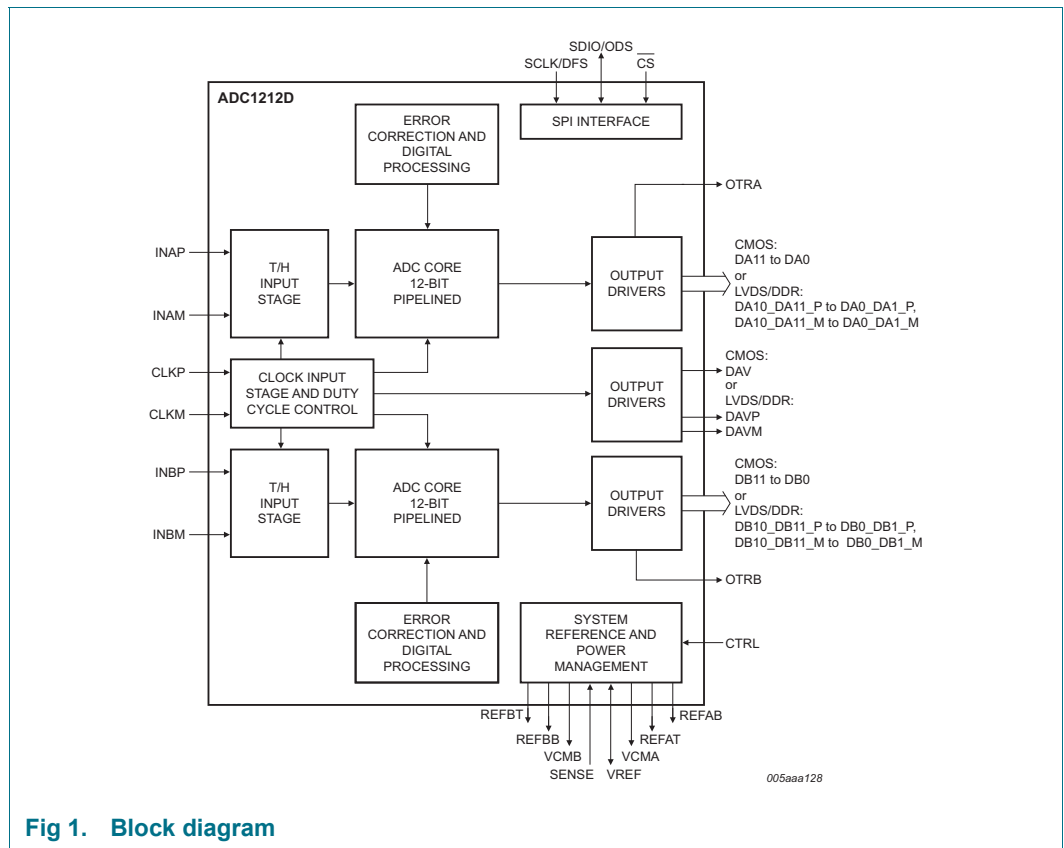 SDIO/ODS
SCLK/DFS
CS
ADC1212D
ERROR
CORRECTION AND
DIGITAL
PROCESSING
SPI INTERFACE
OTRA
INAP
INAM
T/H
INPUT
STAGE
ADC CORE
12-BIT
PIPELINED
OUTPUT
DRIVERS
CMOS:
DA11 to DA0
or
LVDS/DDR:
DA10_DA11_P to DA0_DA1_P,
DA10_DA11_M to DA0_DA1_M
CLKP
CLKM
CLOCK INPUT
STAGE AND DUTY
CYCLE CONTROL
OUTPUT
DRIVERS
CMOS:
DAV
or
LVDS/DDR:
DAVP
DAVM
INBP
INBM
T/H
INPUT
STAGE
ADC CORE
12-BIT
PIPELINED
OUTPUT
DRIVERS
CMOS:
DB11 to DB0
or
LVDS/DDR:
DB10_DB11_P to DB0_DB1_P,
DB10_DB11_M to DB0_DB1_M
OTRB
ERROR
CORRECTION AND
DIGITAL
PROCESSING
SYSTEM
REFERENCE AND
POWER
MANAGEMENT
CTRL
REFBT
REFAB
REFBB
REFAT
VCMB
VCMA
SENSE
VREF
005aaa128
Fig 1. Block diagram